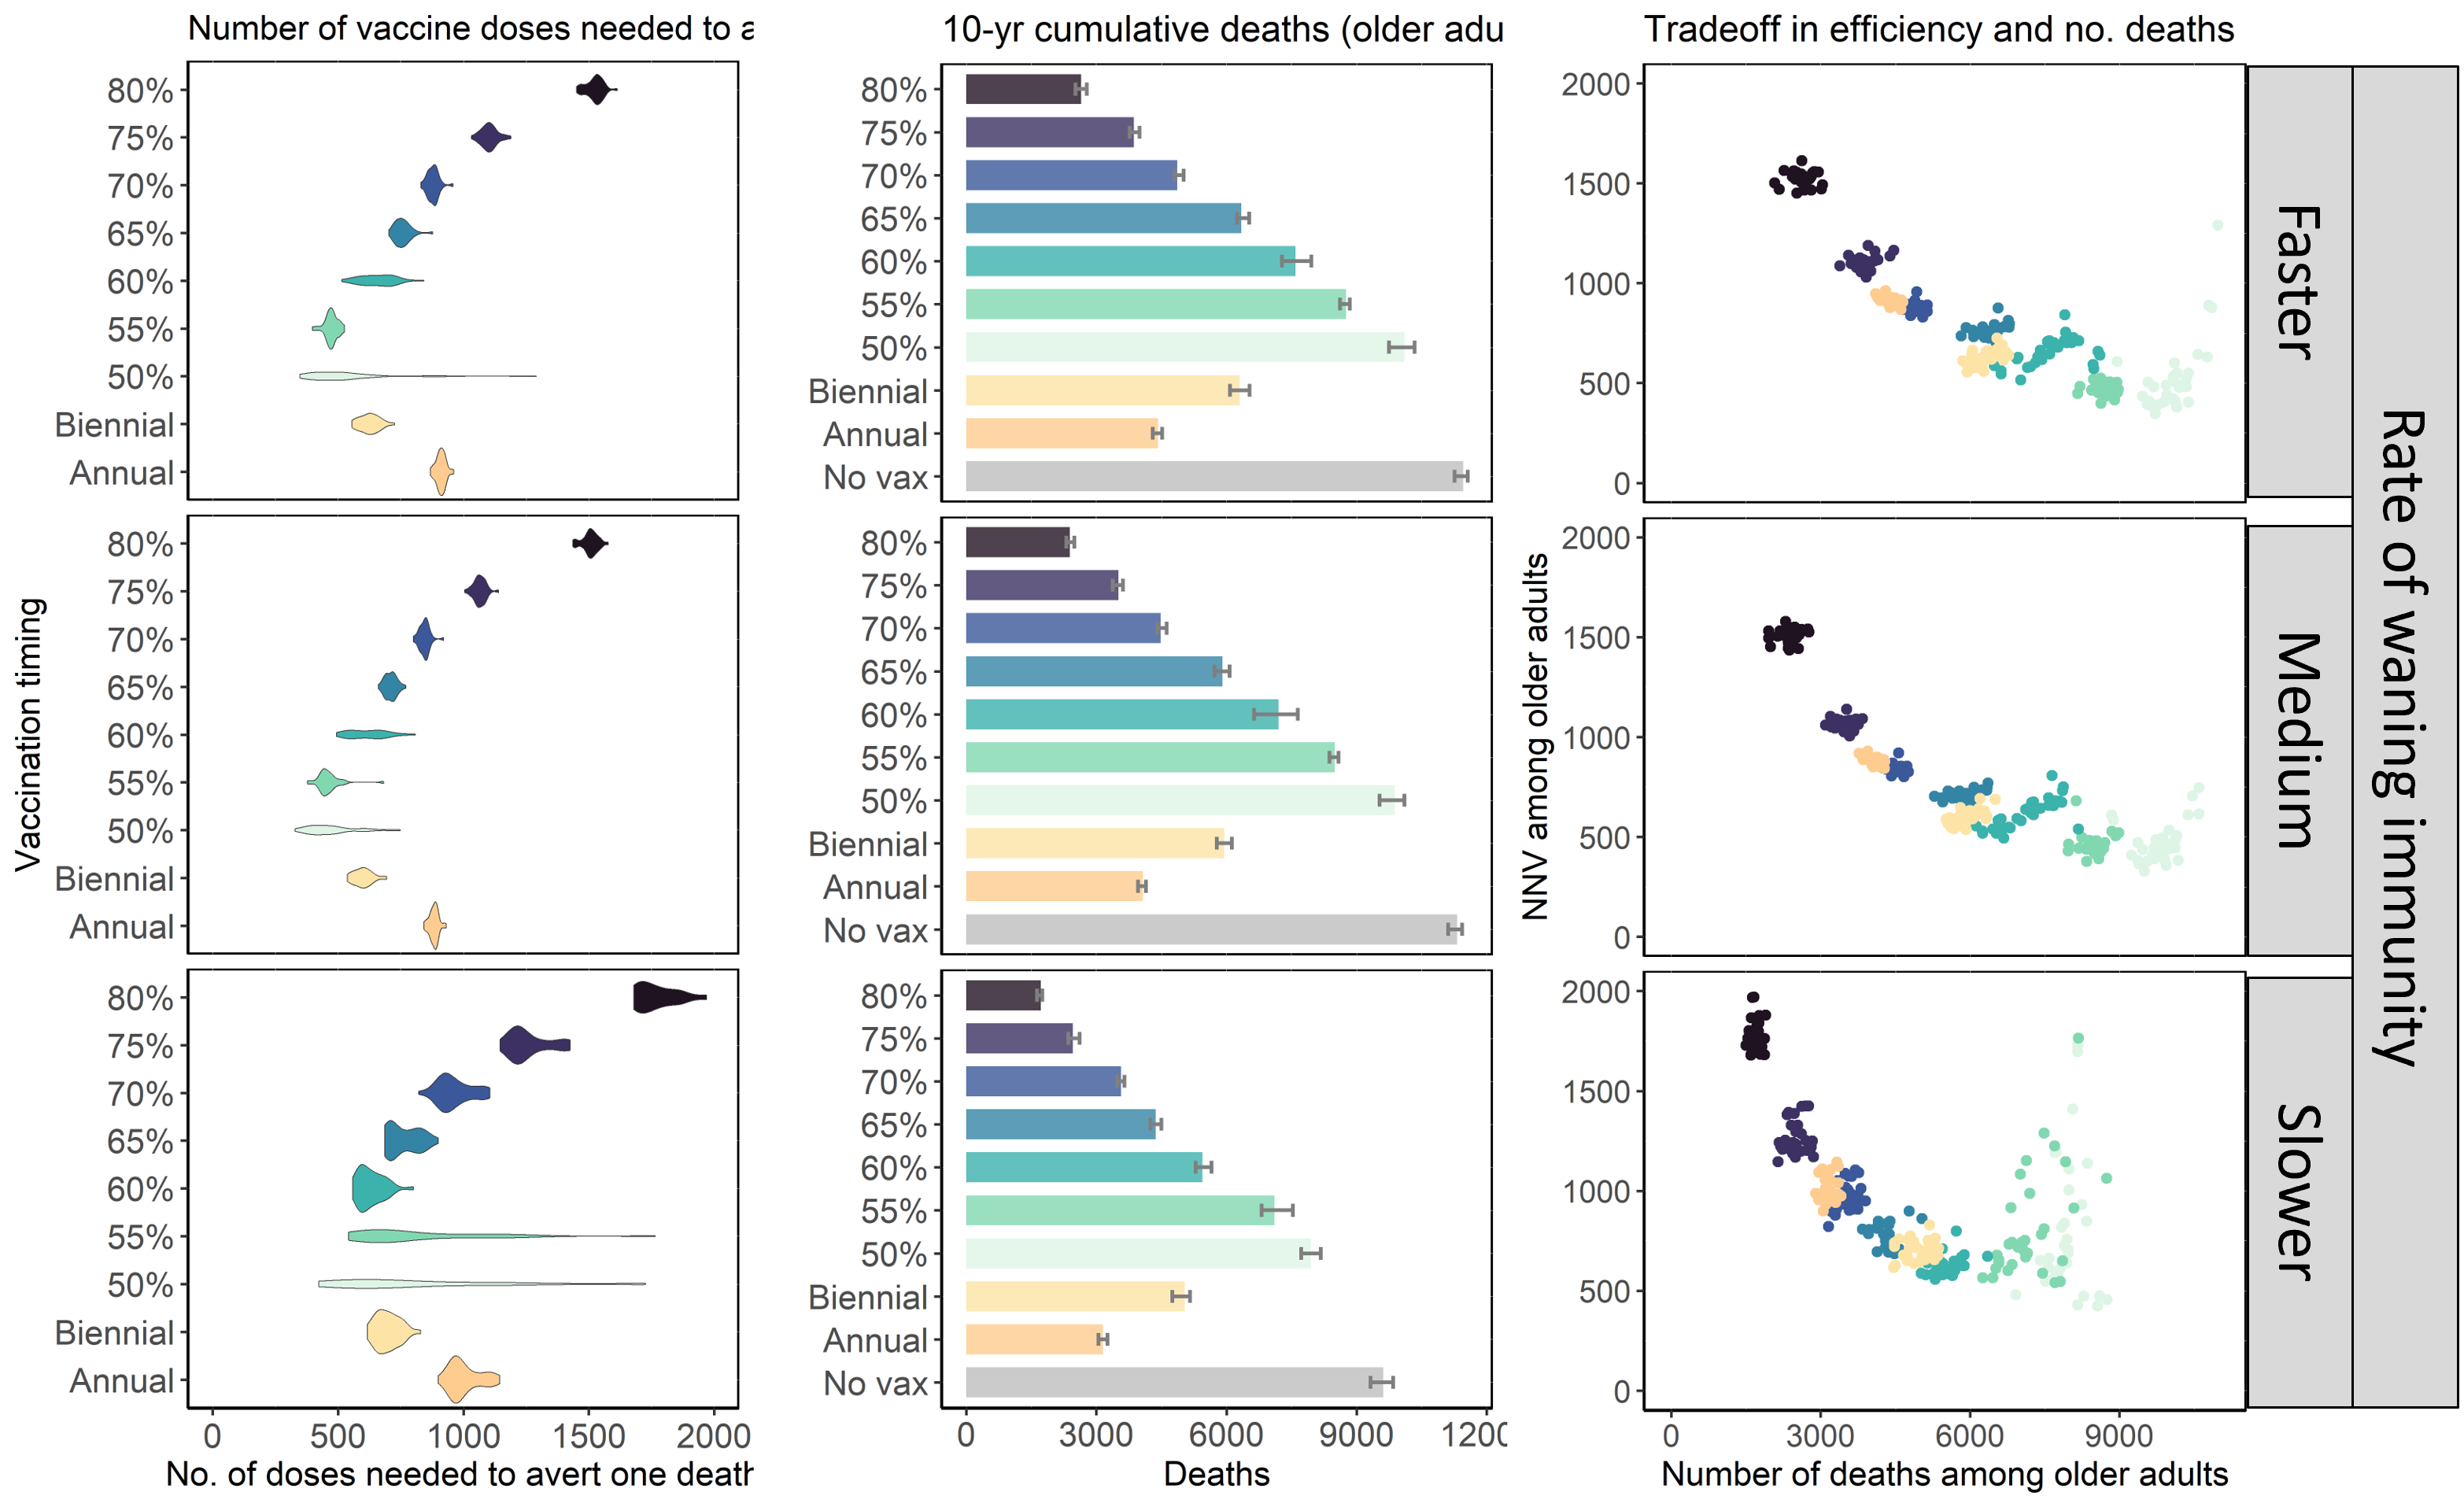 Number of vaccine doses needed to a
10-yr cumulative deaths (older adu
Tradeoff in efficiency and no. deaths
80%
75%
70%
65%
60%
55%
50%
Biennial
Annual
80%
75%
70%
65%
60%
55%
50%
Biennial
Annual
No vax
2000
1500
1000
500
0
Faster
Vaccination timing
80%
75%
70%
65%
60%
55%
50%
Biennial
Annual
80%
75%
70%
65%
60%
55%
50%
Biennial
Annual
No vax
NNV among older adults
2000
1500
1000
500
0
Medium
Rate of waning immunity
80%
75%
70%
65%
60%
55%
50%
Biennial
Annual
80%
75%
70%
65%
60%
55%
50%
Biennial
Annual
No vax
2000
1500
1000
500
0
Slower
0 500 1000 1500 2000
0 3000 6000 9000 1200
0 3000 6000 9000
No. of doses needed to avert one death
Deaths
Number of deaths among older adults